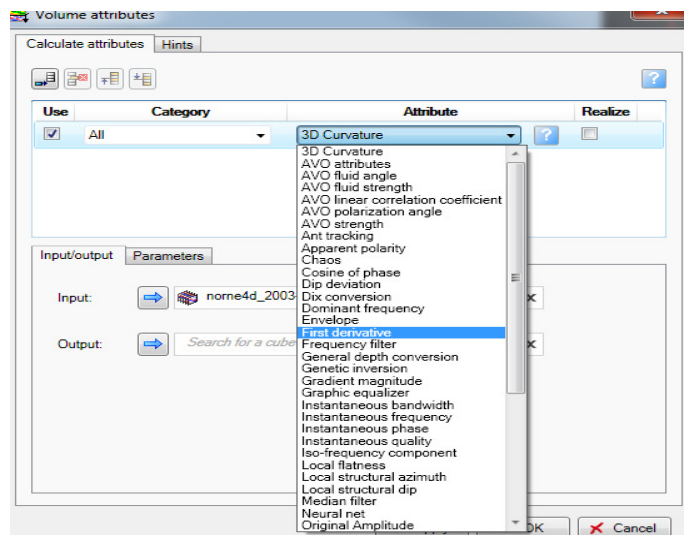 Volume attributes
Calculate attributes Hints
Use Category Attribute Realize
All 3D Curvature
3D Curvature
AVO attributes
AVO fluid angle
AVO fluid strength
AVO linear correlation coefficient
AVO polarization angle
AVO strength
Ant tracking
Apparent polarity
Chaos
Cosine of phase
Dip deviation
Dix conversion
Dominant frequency
Envelope
First derivative
Frequency filter
General depth conversion
Genetic inversion
Gradient magnitude
Graphic equalizer
Instantaneous bandwidth
Instantaneous frequency
Instantaneous phase
Instantaneous quality
Iso-frequency component
Local flatness
Local structural azimuth
Local structural dip
Median filter
Neural net
Original Amplitude
Input/output Parameters
Input: norne4d_2003-
Output: Search for a cube
OK Cancel